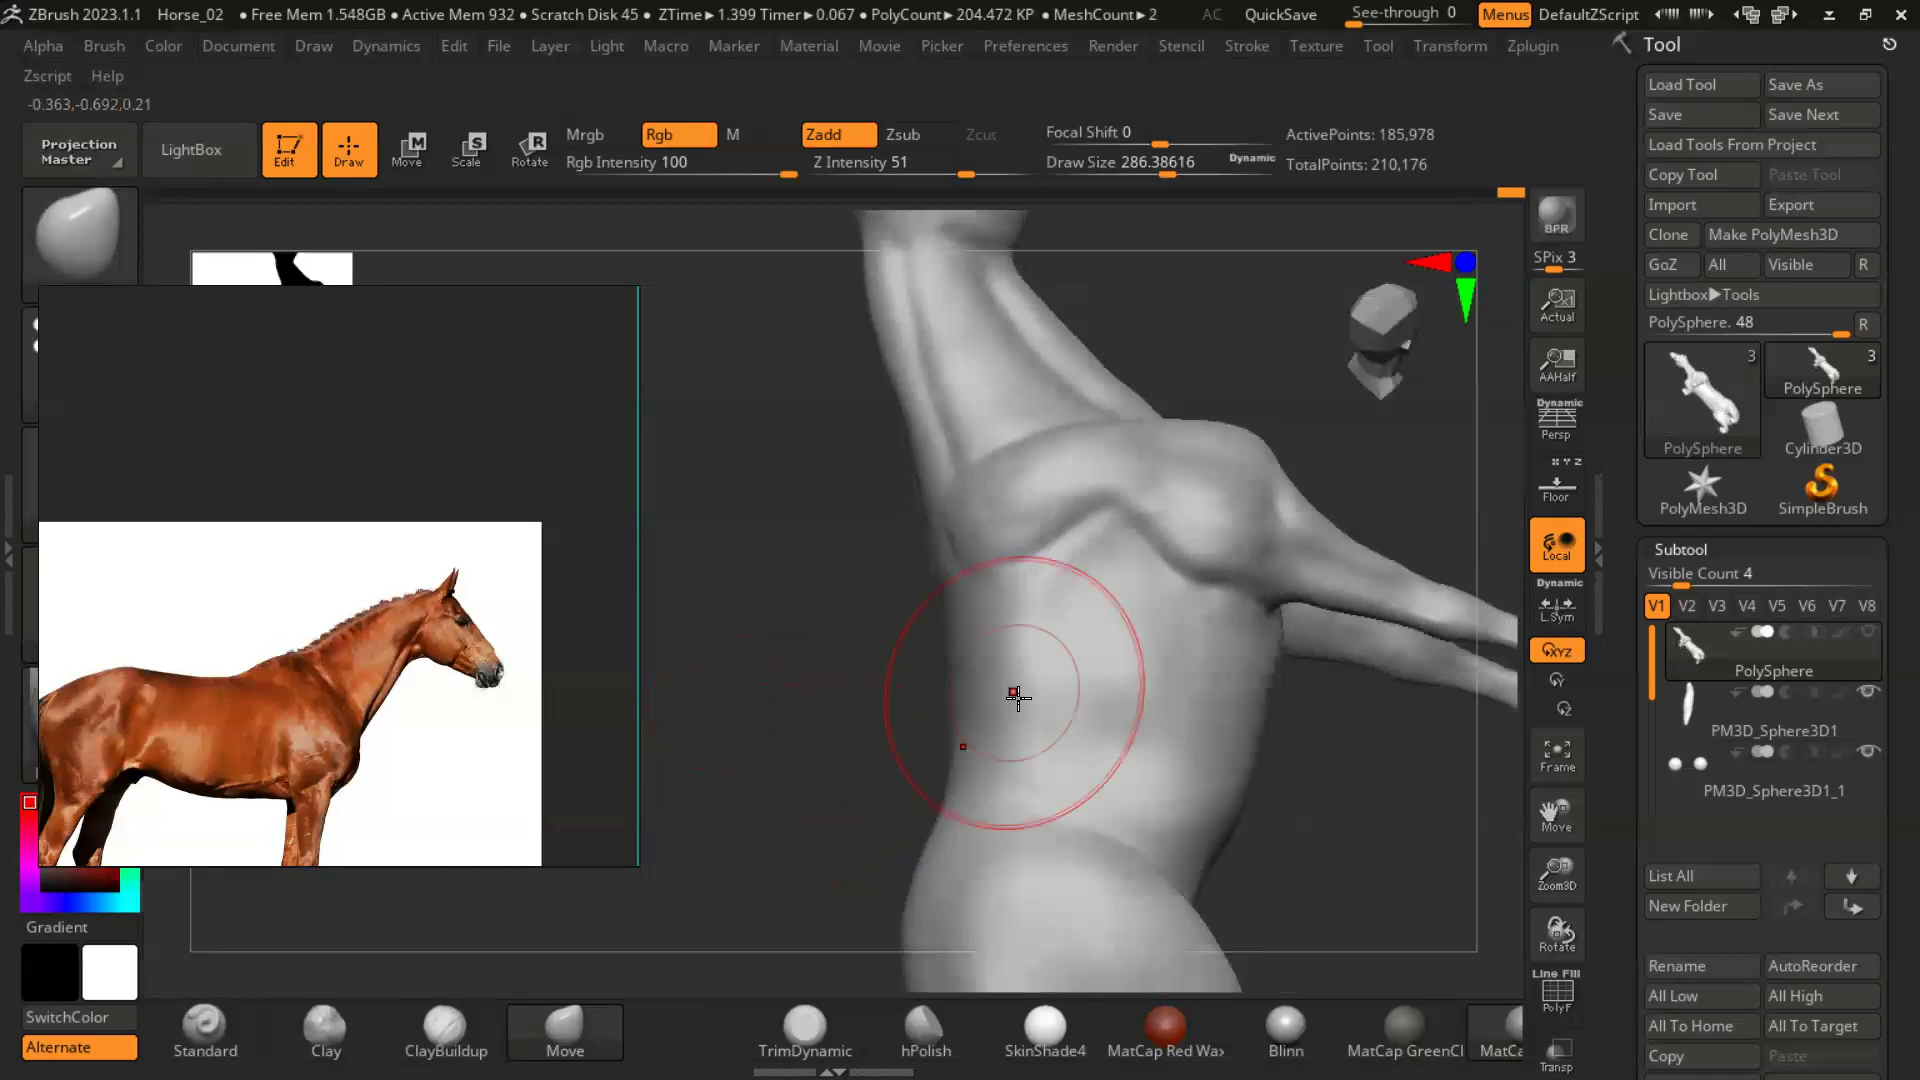 ZBrush 2023.1.1 Horse_02 ● Free Mem 1.548GB ● Active Mem 932 ● Scratch Disk 45 ● ZTime►1.399 Timer►0.067 ● PolyCount►204.472 KP ● MeshCount►2 AC QuickSave See-through 0 Menus DefaultZScript
Alpha Brush Color Document Draw Dynamics Edit File Layer Light Macro Marker Material Movie Picker Preferences Render Stencil Stroke Texture Tool Transform Zplugin
Zscript Help
-0.363,-0.692,0.21
Projection Master
LightBox
Edit
Draw
Move
Scale
Rotate
Mrgb Rgb M
Rgb Intensity 100
Zadd Zsub Zcut
Z Intensity 51
Focal Shift 0
Draw Size 286.38616 Dynamic
ActivePoints: 185,978
TotalPoints: 210,176
BPR
SPix 3
Actual
AAHalf
Dynamic
Persp
X Y Z
Floor
Local
Dynamic
L.Sym
XYZ
Y
Z
Frame
Move
Zoom3D
Rotate
Line Fill
PolyF
Transp
Tool
Load Tool Save As
Save Save Next
Load Tools From Project
Copy Tool Paste Tool
Import Export
Clone Make PolyMesh3D
GoZ All Visible R
Lightbox►Tools
PolySphere. 48 R
3 3
PolySphere
PolySphere Cylinder3D
PolyMesh3D SimpleBrush
Subtool
Visible Count 4
V1 V2 V3 V4 V5 V6 V7 V8
PolySphere
PM3D_Sphere3D1
PM3D_Sphere3D1_1
List All
New Folder
Rename AutoReorder
All Low All High
All To Home All To Target
Copy Paste
Gradient
SwitchColor
Alternate
Standard Clay ClayBuildup Move TrimDynamic hPolish SkinShade4 MatCap Red Wax Blinn MatCap GreenCl MatCa